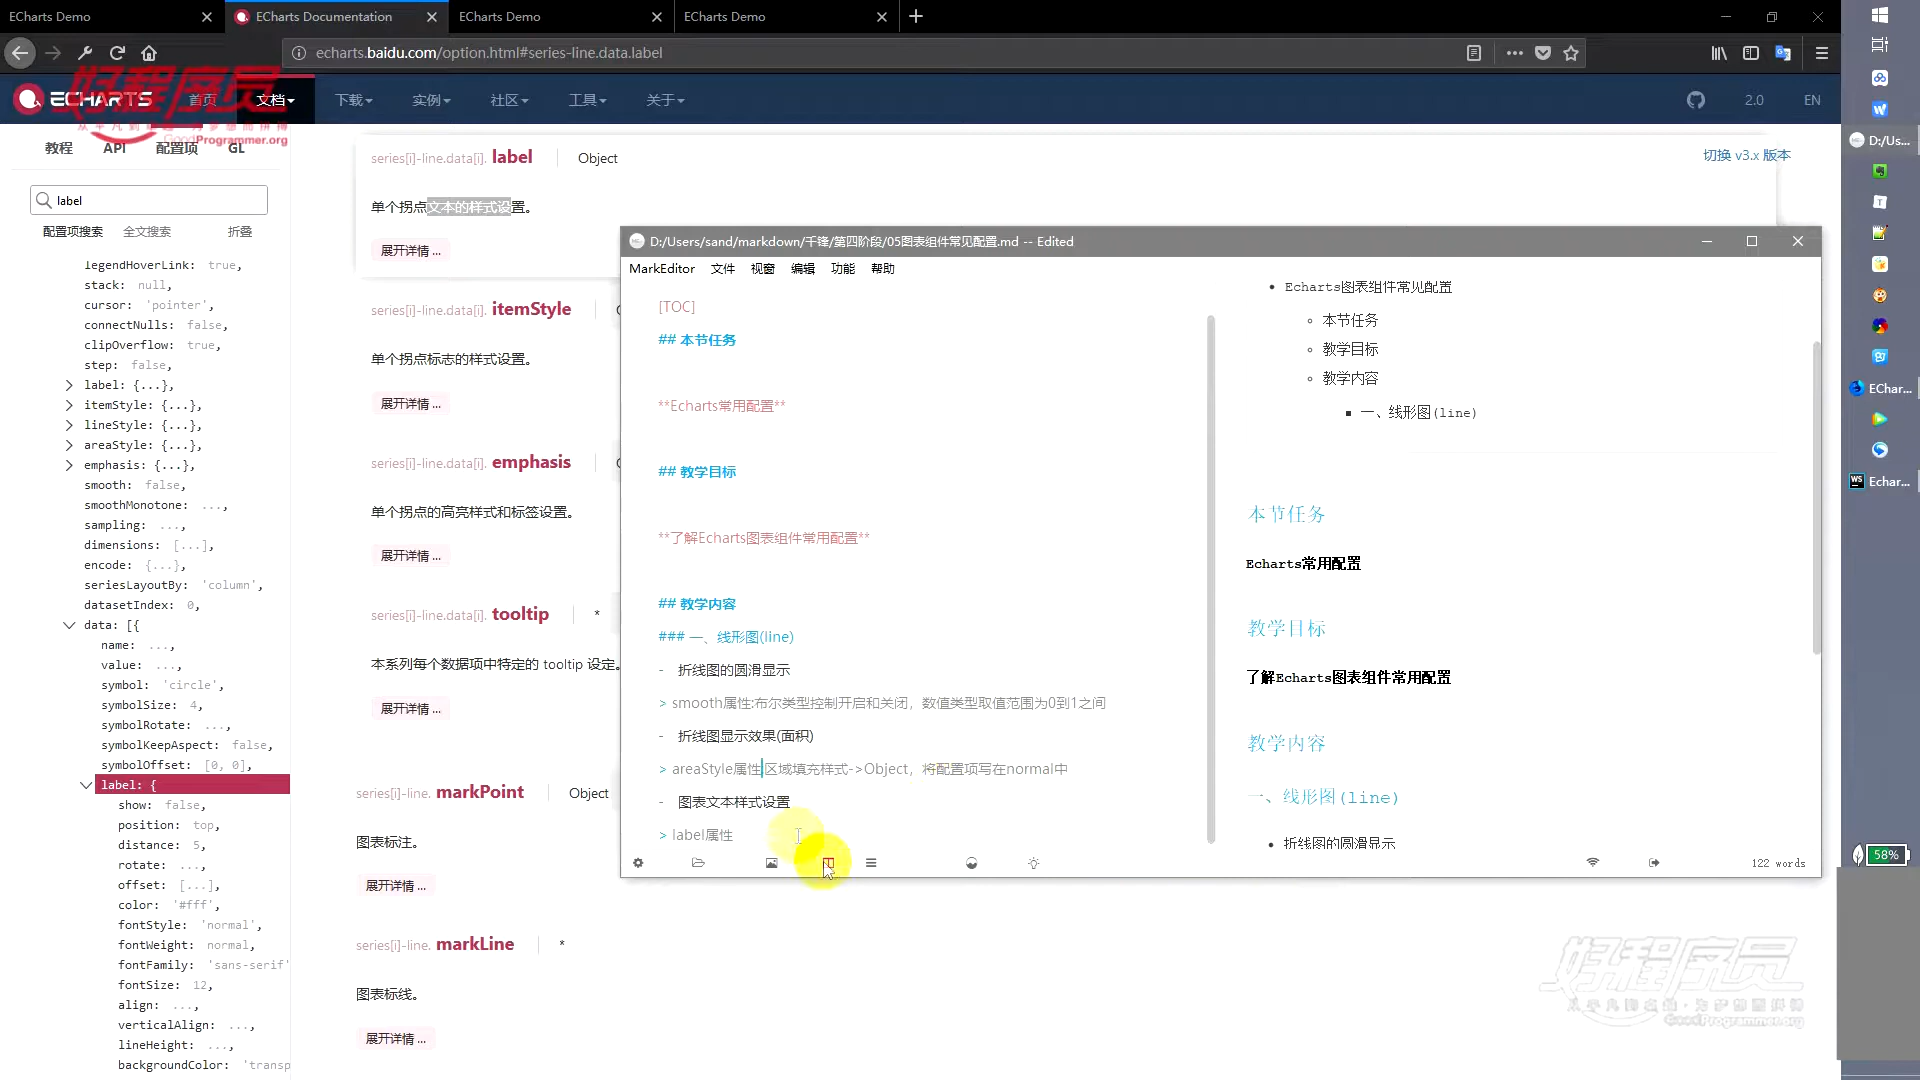 ECharts Demo
ECharts Documentation
ECharts Demo
ECharts Demo
echarts.baidu.com/option.html#series-line.data.label
ECHARTS
首页
文档
下载
实例
社区
工具
关于
2.0
EN
好程序员
GoodProgrammer.org
教程
API
配置项
GL
label
配置项搜索
全文搜索
折叠
legendHoverLink: true,
stack: null,
cursor: 'pointer',
connectNulls: false,
clipOverflow: true,
step: false,
label: {...},
itemStyle: {...},
lineStyle: {...},
areaStyle: {...},
emphasis: {...},
smooth: false,
smoothMonotone: ...,
sampling: ...,
dimensions: [...],
encode: {...},
seriesLayoutBy: 'column',
datasetIndex: 0,
data: [{
name: ...,
value: ...,
symbol: 'circle',
symbolSize: 4,
symbolRotate: ...,
symbolKeepAspect: false,
symbolOffset: [0, 0],
label: {
show: false,
position: top,
distance: 5,
rotate: ...,
offset: [...],
color: '#fff',
fontStyle: 'normal',
fontWeight: normal,
fontFamily: 'sans-serif'
fontSize: 12,
align: ...,
verticalAlign: ...,
lineHeight: ...,
backgroundColor: 'transp
series[i]-line.data[i]. label
Object
切换 v3.x 版本
单个拐点文本的样式设置。
展开详情 ...
series[i]-line.data[i]. itemStyle
单个拐点标志的样式设置。
展开详情 ...
series[i]-line.data[i]. emphasis
单个拐点的高亮样式和标签设置。
展开详情 ...
series[i]-line.data[i]. tooltip
*
本系列每个数据项中特定的 tooltip 设定。
展开详情 ...
series[i]-line. markPoint
Object
图表标注。
展开详情 ...
series[i]-line. markLine
*
图表标线。
展开详情 ...
D:/Users/sand/markdown/千锋/第四阶段/05图表组件常见配置.md -- Edited
MarkEditor
文件
视窗
编辑
功能
帮助
[TOC]
## 本节任务
**Echarts常用配置**
## 教学目标
**了解Echarts图表组件常用配置**
## 教学内容
### 一、线形图(line)
- 折线图的圆滑显示
> smooth属性:布尔类型控制开启和关闭，数值类型取值范围为0到1之间
- 折线图显示效果(面积)
> areaStyle属性区域填充样式->Object，将配置项写在normal中
- 图表文本样式设置
> label属性
Echarts图表组件常见配置
本节任务
教学目标
教学内容
一、线形图(line)
本节任务
Echarts常用配置
教学目标
了解Echarts图表组件常用配置
教学内容
一、线形图(line)
折线图的圆滑显示
122 words
D:/Us...
EChar...
WS
Echar...
58%
好程序员
GoodProgrammer.org